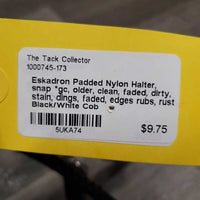 The Tack Collector
1000745-173
Eskadron Padded Nylon Halter,
snap *gc, older, clean, faded, dirty,
stain, dings, faded, edges rubs, rust
Black/White Cob
5UKA74
$9.75